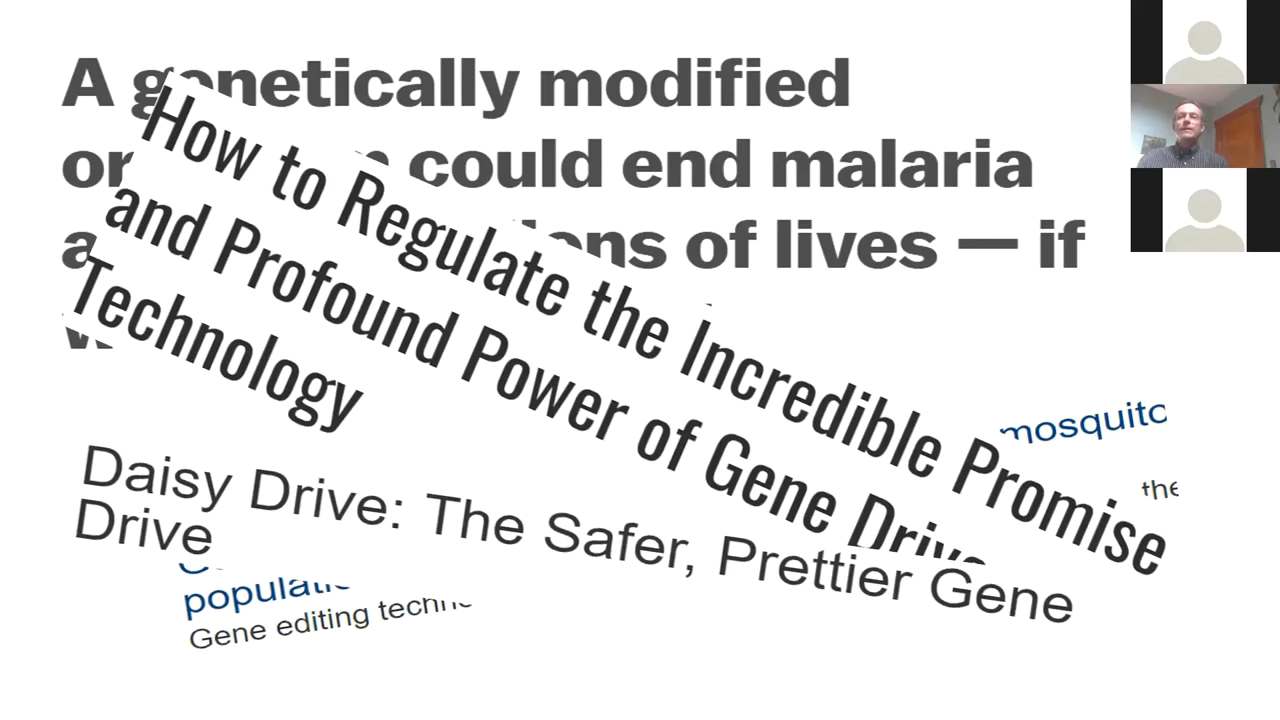 A genetically modified
could end malaria
of lives — if
How to Regulate the Incredible Promise
and Profound Power of Gene Drive
Technology
mosquito
the
Daisy Drive: The Safer, Prettier Gene
Drive
Gene editing